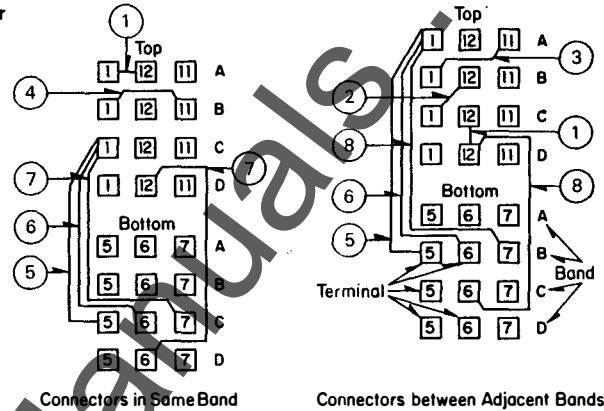 r
1
Top
1 12 11 A
4
1 12 11 B
1 12 11 C
7
7
1 12 11 D
6
Bottom
5 6 7 A
5
5 6 7 B
5 6 7 C
5 6 7 D
Connectors in Same Band
Top
1 12 11 A
3
1 12 11 B
2
1 12 11 C
1
8
1 12 11 D
6
8
Bottom
5 6 7 A
5
5 6 7 B
Band
Terminal
5 6 7 C
5 6 7 D
Connectors between Adjacent Bands
manuals.